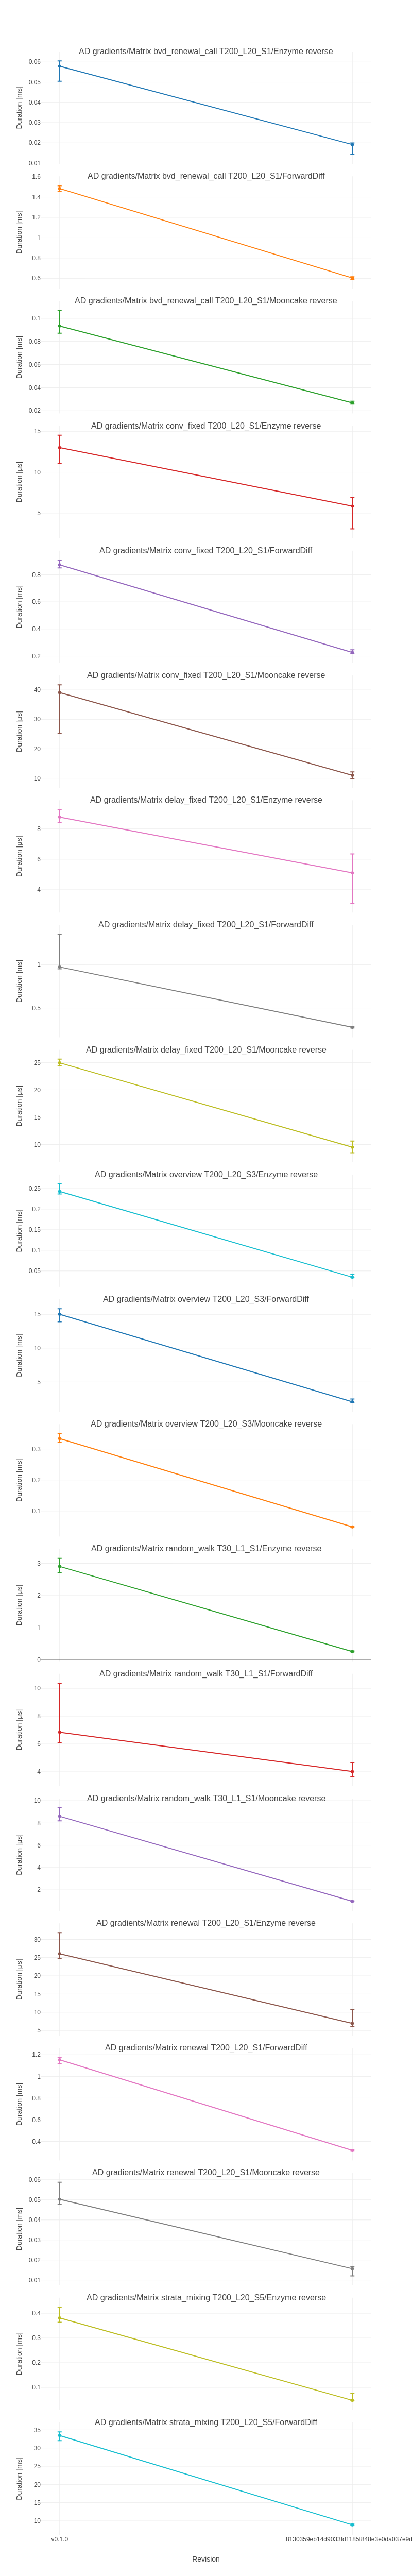 AD gradients/Matrix bvd_renewal_call T200_L20_S1/Enzyme reverse
0.06
0.05
0.04
0.03
0.02
0.01
Duration [ms]
AD gradients/Matrix bvd_renewal_call T200_L20_S1/ForwardDiff
1.6
1.4
1.2
1
0.8
0.6
Duration [ms]
AD gradients/Matrix bvd_renewal_call T200_L20_S1/Mooncake reverse
0.1
0.08
0.06
0.04
0.02
Duration [ms]
AD gradients/Matrix conv_fixed T200_L20_S1/Enzyme reverse
15
10
5
Duration [µs]
AD gradients/Matrix conv_fixed T200_L20_S1/ForwardDiff
0.8
0.6
0.4
0.2
Duration [ms]
AD gradients/Matrix conv_fixed T200_L20_S1/Mooncake reverse
40
30
20
10
Duration [µs]
AD gradients/Matrix delay_fixed T200_L20_S1/Enzyme reverse
8
6
4
Duration [µs]
AD gradients/Matrix delay_fixed T200_L20_S1/ForwardDiff
1
0.5
Duration [ms]
AD gradients/Matrix delay_fixed T200_L20_S1/Mooncake reverse
25
20
15
10
Duration [µs]
AD gradients/Matrix overview T200_L20_S3/Enzyme reverse
0.25
0.2
0.15
0.1
0.05
Duration [ms]
AD gradients/Matrix overview T200_L20_S3/ForwardDiff
15
10
5
Duration [ms]
AD gradients/Matrix overview T200_L20_S3/Mooncake reverse
0.3
0.2
0.1
Duration [ms]
AD gradients/Matrix random_walk T30_L1_S1/Enzyme reverse
3
2
1
0
Duration [µs]
AD gradients/Matrix random_walk T30_L1_S1/ForwardDiff
10
8
6
4
Duration [µs]
AD gradients/Matrix random_walk T30_L1_S1/Mooncake reverse
10
8
6
4
2
Duration [µs]
AD gradients/Matrix renewal T200_L20_S1/Enzyme reverse
30
25
20
15
10
5
Duration [µs]
AD gradients/Matrix renewal T200_L20_S1/ForwardDiff
1.2
1
0.8
0.6
0.4
Duration [ms]
AD gradients/Matrix renewal T200_L20_S1/Mooncake reverse
0.06
0.05
0.04
0.03
0.02
0.01
Duration [ms]
AD gradients/Matrix strata_mixing T200_L20_S5/Enzyme reverse
0.4
0.3
0.2
0.1
Duration [ms]
AD gradients/Matrix strata_mixing T200_L20_S5/ForwardDiff
35
30
25
20
15
10
Duration [ms]
v0.1.0
8130359eb14d9033fd1185f848e3e0da037e9d
Revision